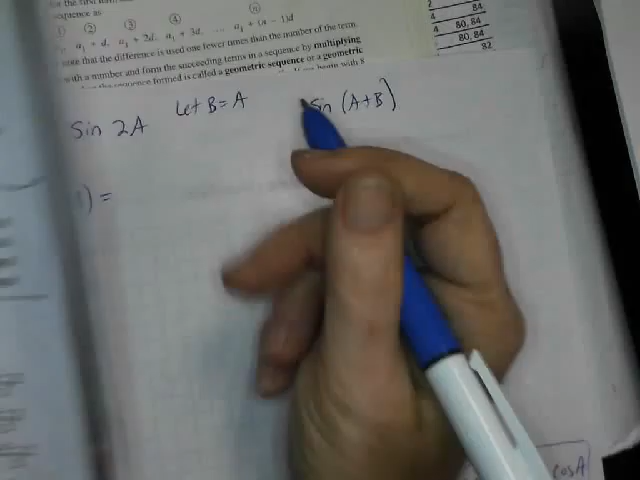 sequence as
① ② ③ ④ ⓝ
a₁ + d, a₁ + 2d, a₁ + 3d, ... a₁ + (n − 1)d
note that the difference is used one fewer times than the number of the term.
with a number and form the succeeding terms in a sequence by multiplying
the sequence formed is called a geometric sequence or a geometric
84
4 80, 84
80, 84
82
Sin 2A Let B = A Sin (A+B)
) =
cosA